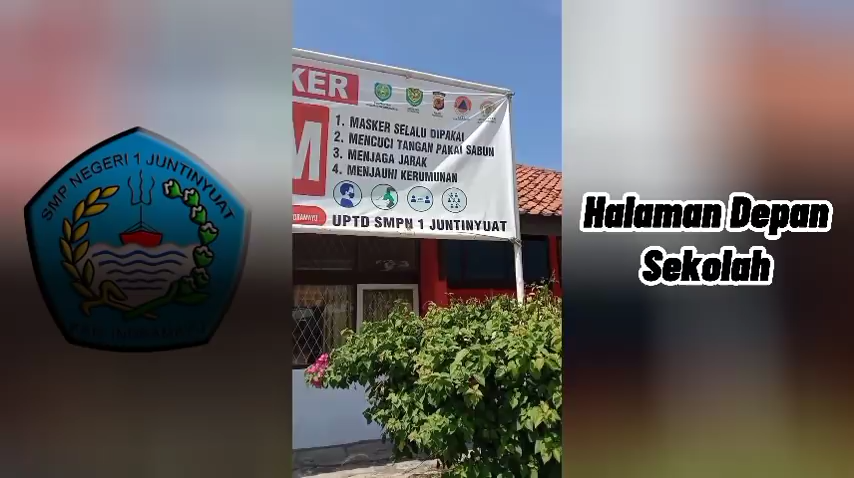 SMP NEGERI 1 JUNTINYUAT
KER
M
1. MASKER SELALU DIPAKAI
2. MENCUCI TANGAN PAKAI SABUN
3. MENJAGA JARAK
4. MENJAUHI KERUMUNAN
UPTD SMPN 1 JUNTINYUAT
Halaman Depan
Sekolah